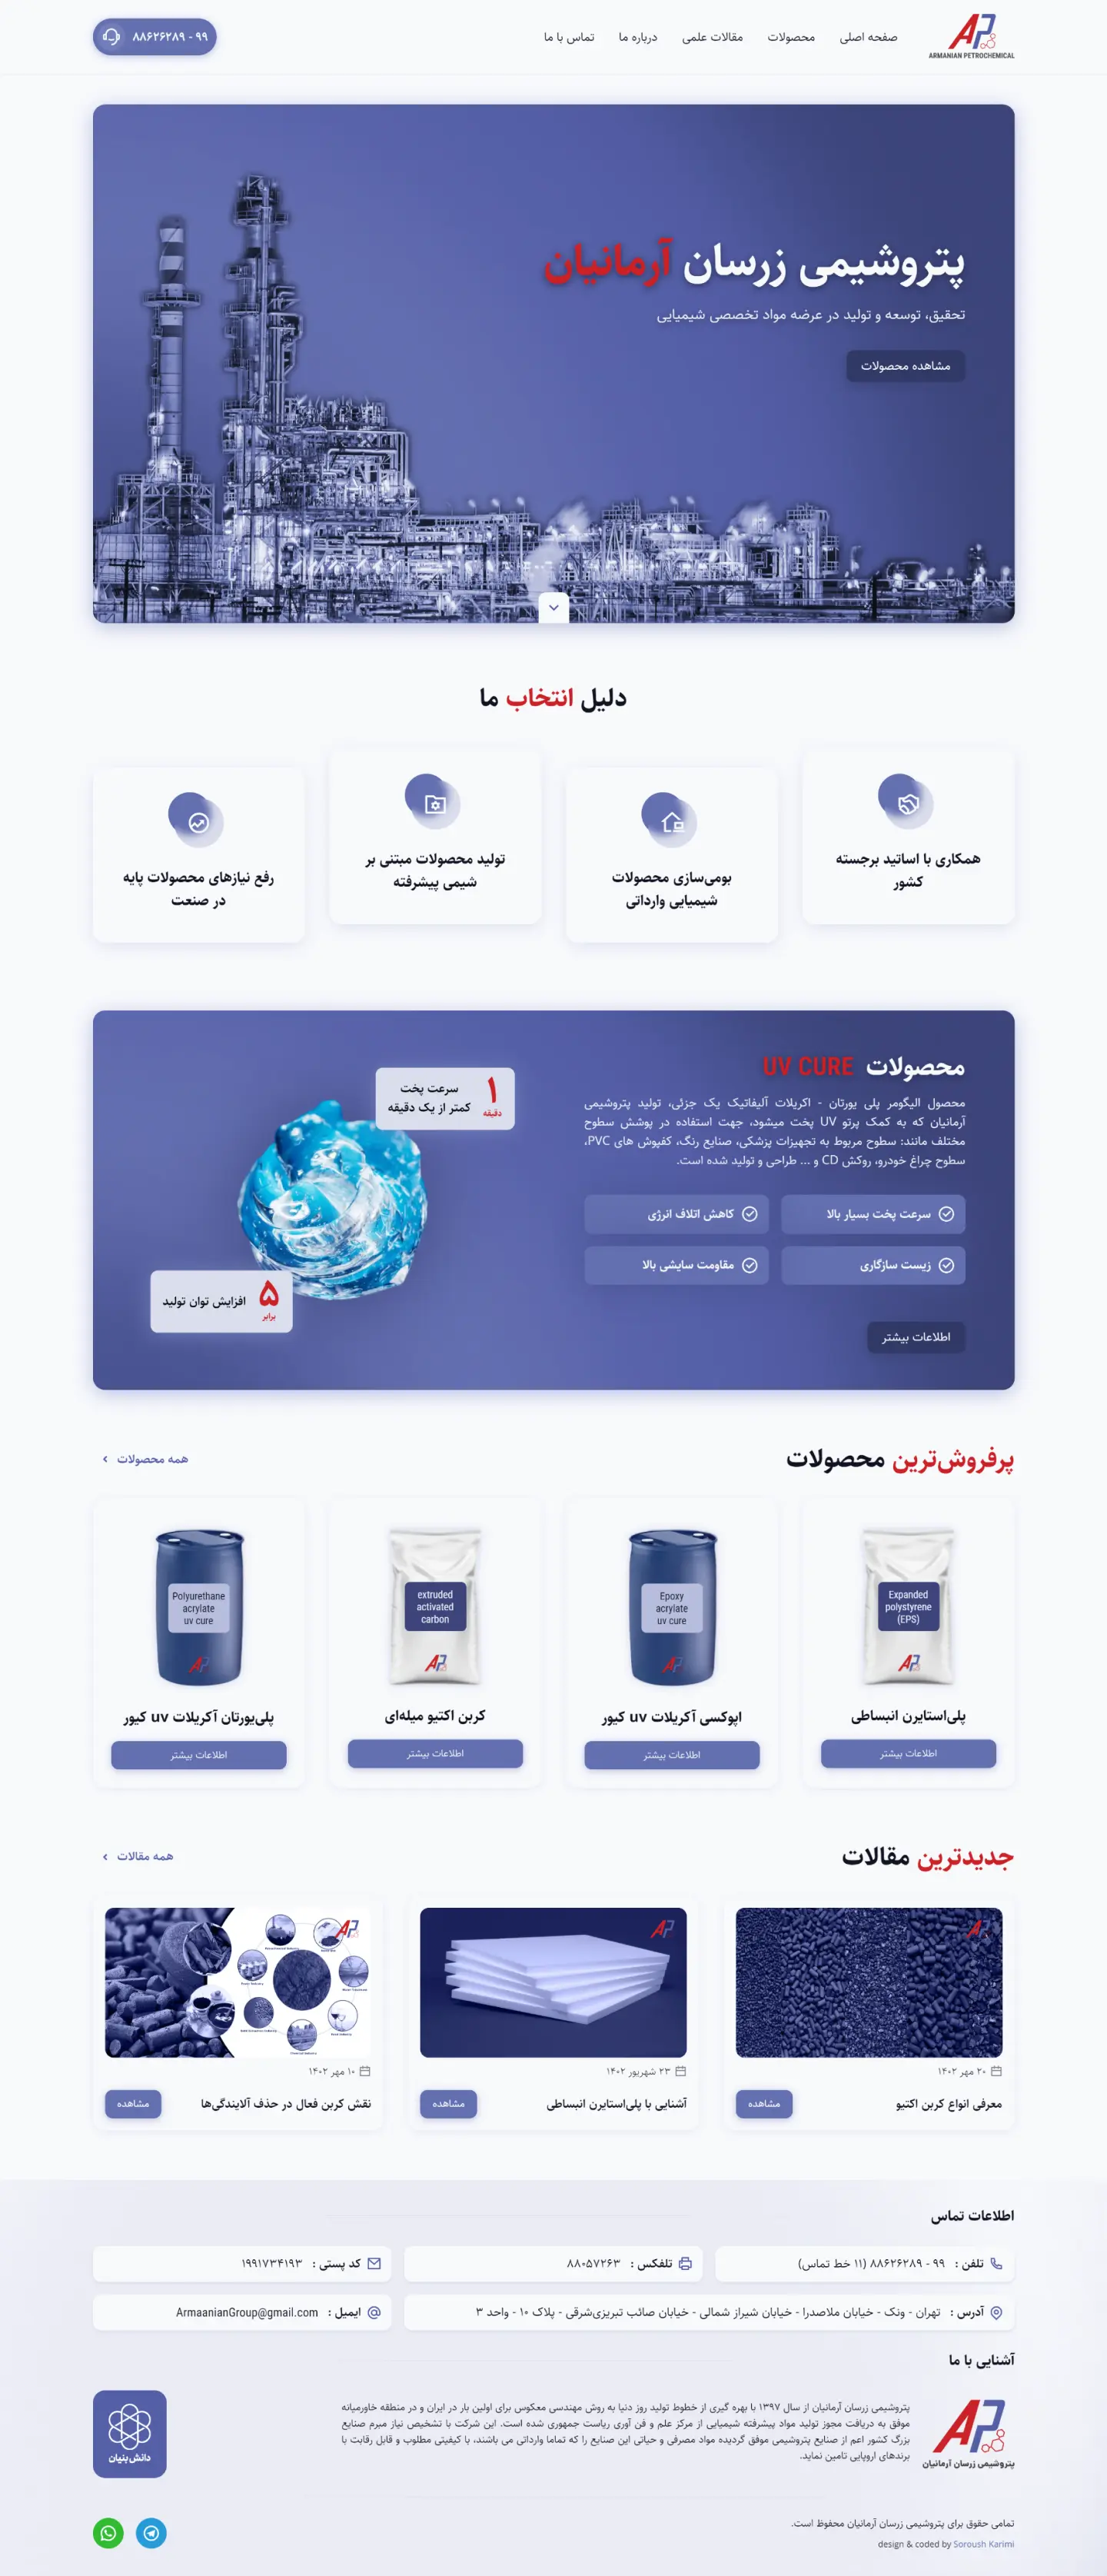 AP
ARMANIAN PETROCHEMICAL
صفحه اصلی
محصولات
مقالات علمی
درباره ما
تماس با ما
۸۸۶۲۶۲۸۹ - ۹۹
پتروشیمی زرسان آرمانیان
تحقیق، توسعه و تولید در عرضه مواد تخصصی شیمیایی
مشاهده محصولات
دلیل انتخاب ما
همکاری با اساتید برجسته
کشور
بومی‌سازی محصولات
شیمیایی وارداتی
تولید محصولات مبتنی بر
شیمی پیشرفته
رفع نیازهای محصولات پایه
در صنعت
محصولات UV CURE
محصول الیگومر پلی یورتان - اکریلات آلیفاتیک یک جزئی، تولید پتروشیمی
آرمانیان که به کمک پرتو UV پخت میشود، جهت استفاده در پوشش سطوح
مختلف مانند: سطوح مربوط به تجهیزات پزشکی، صنایع رنگ، کفپوش های PVC،
سطوح چراغ خودرو، روکش CD و ... طراحی و تولید شده است.
سرعت پخت بسیار بالا
کاهش اتلاف انرژی
زیست سازگاری
مقاومت سایشی بالا
اطلاعات بیشتر
۱
دقیقه
سرعت پخت
کمتر از یک دقیقه
۵
برابر
افزایش توان تولید
پرفروش‌ترین محصولات
همه محصولات
Expanded
polystyrene
(EPS)
AP
پلی‌استایرن انبساطی
اطلاعات بیشتر
Epoxy
acrylate
uv cure
AP
اپوکسی آکریلات uv کیور
اطلاعات بیشتر
extruded
activated
carbon
AP
کربن اکتیو میله‌ای
اطلاعات بیشتر
Polyurethane
acrylate
uv cure
AP
پلی‌یورتان آکریلات uv کیور
اطلاعات بیشتر
جدیدترین مقالات
همه مقالات
AP
۲۰ مهر ۱۴۰۲
معرفی انواع کربن اکتیو
مشاهده
AP
۲۳ شهریور ۱۴۰۲
آشنایی با پلی‌استایرن انبساطی
مشاهده
AP
۱۰ مهر ۱۴۰۲
نقش کربن فعال در حذف آلایندگی‌ها
مشاهده
اطلاعات تماس
تلفن : ۹۹ - ۸۸۶۲۶۲۸۹ (۱۱ خط تماس)
تلفکس : ۸۸۰۵۷۲۶۳
کد پستی : ۱۹۹۱۷۳۴۱۹۳
آدرس : تهران - ونک - خیابان ملاصدرا - خیابان شیراز شمالی - خیابان صائب تبریزی‌شرقی - پلاک ۱۰ - واحد ۳
ایمیل : ArmaanianGroup@gmail.com
آشنایی با ما
AP
پتروشیمی زرسان آرمانیان
پتروشیمی زرسان آرمانیان از سال ۱۳۹۷ با بهره گیری از خطوط تولید روز دنیا به روش مهندسی معکوس برای اولین بار در ایران و در منطقه خاورمیانه
موفق به دریافت مجوز تولید مواد پیشرفته شیمیایی از مرکز علم و فن آوری ریاست جمهوری شده است. این شرکت با تشخیص نیاز مبرم صنایع
بزرگ کشور اعم از صنایع پتروشیمی موفق گردیده مواد مصرفی و حیاتی این صنایع را که تماما وارداتی می باشند، با کیفیتی مطلوب و قابل رقابت با
برندهای اروپایی تامین نماید.
دانش‌بنیان
تمامی حقوق برای پتروشیمی زرسان آرمانیان محفوظ است.
design & coded by Soroush Karimi